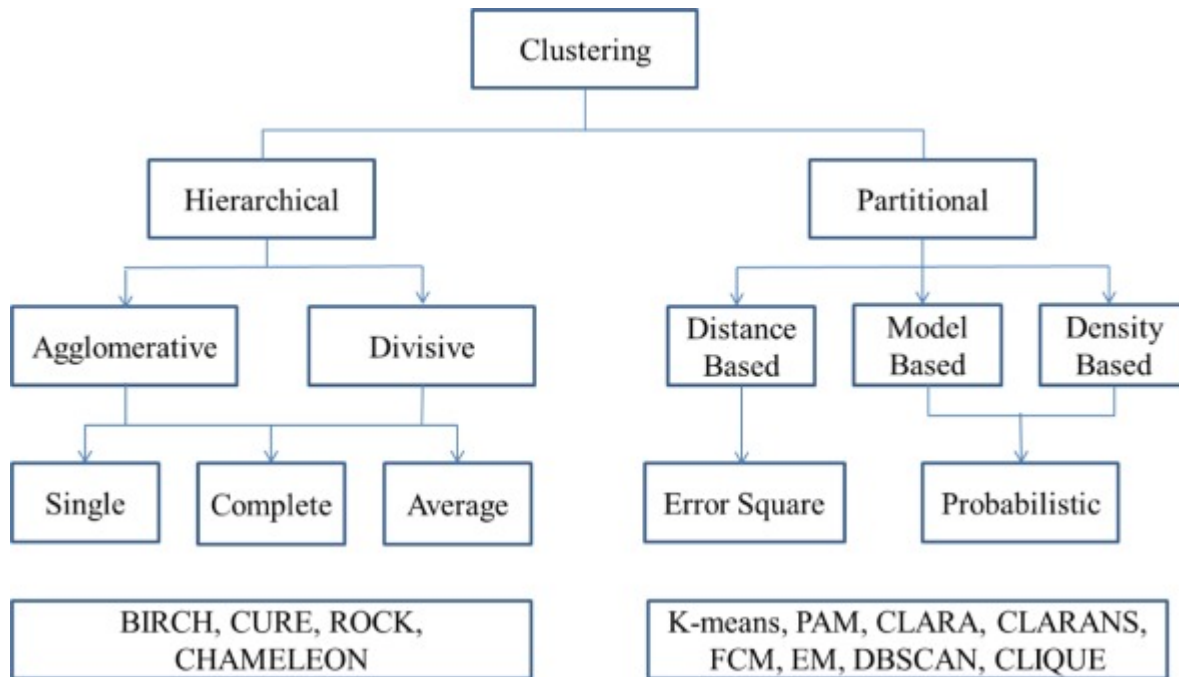 Clustering
Hierarchical
Partitional
Agglomerative
Divisive
Distance
Based
Model
Based
Density
Based
Single
Complete
Average
Error Square
Probabilistic
BIRCH, CURE, ROCK,
CHAMELEON
K-means, PAM, CLARA, CLARANS,
FCM, EM, DBSCAN, CLIQUE